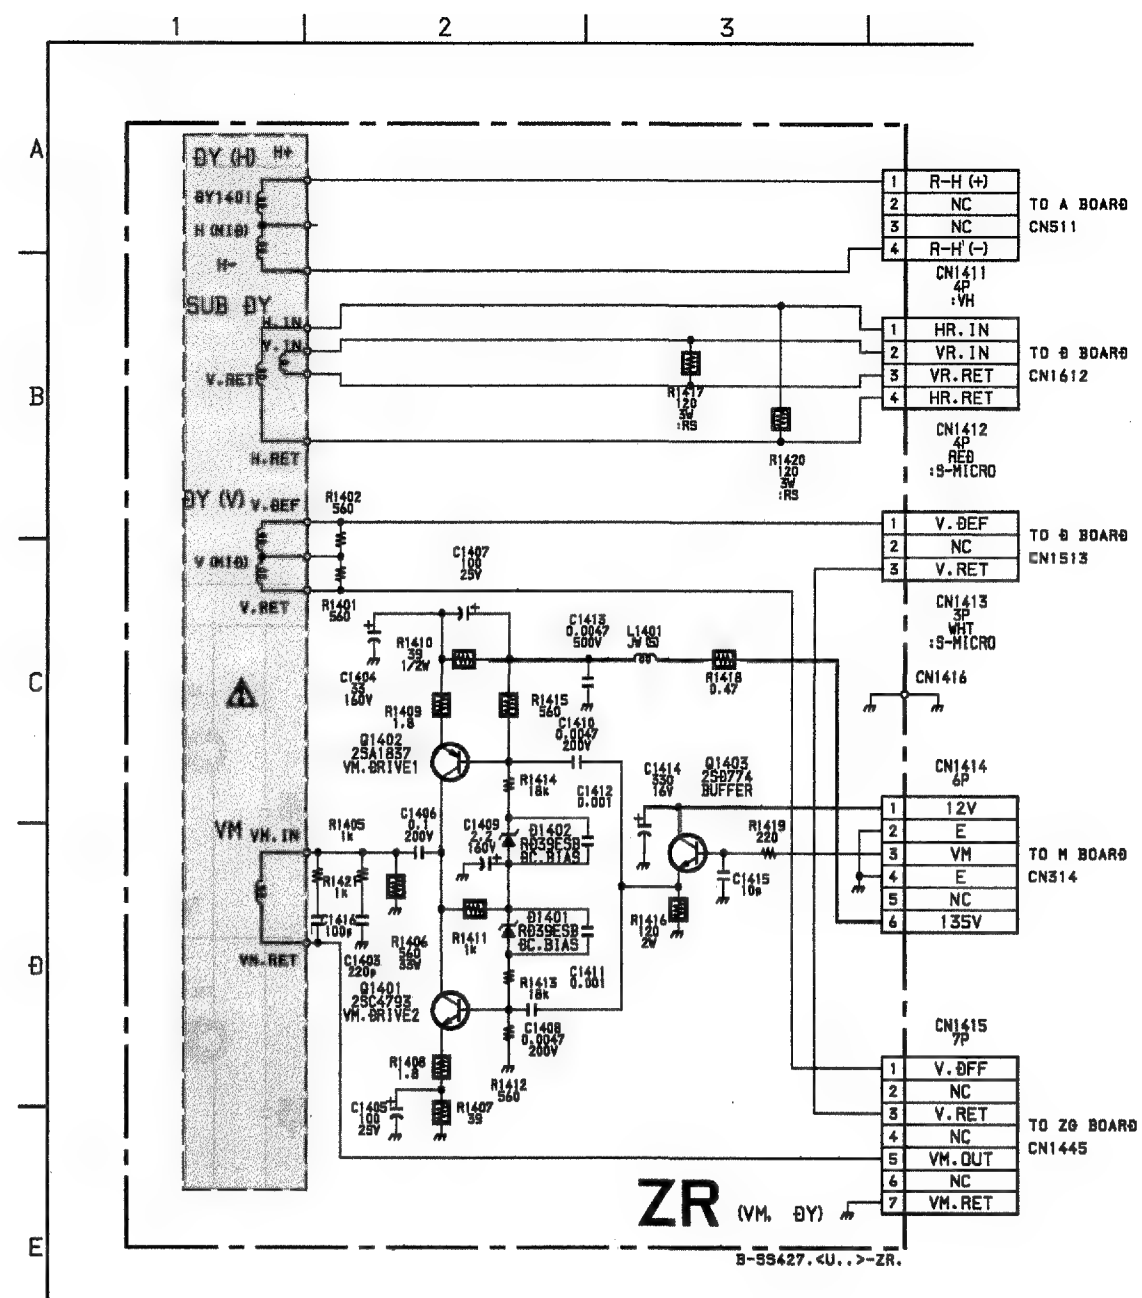 1 2 3
A
B
C
D
E
DY (H) H+
DY1401
H (MID)
H-
SUB DY
H.IN
V.IN
V.RET
H.RET
DY (V) V.DEF
V (MID)
V.RET
VM VM.IN
VM.RET
1 R-H (+)
2 NC
3 NC
4 R-H (-)
TO A BOARD
CN511
CN1411
4P
:VH
1 HR.IN
2 VR.IN
3 VR.RET
4 HR.RET
TO D BOARD
CN1612
CN1412
4P
RED
:S-MICRO
R1417
120
3W
:RS
R1420
120
3W
:RS
1 V.DEF
2 NC
3 V.RET
TO D BOARD
CN1513
CN1413
3P
WHT
:S-MICRO
CN1416
R1402
560
R1401
560
C1407
100
25V
R1410
39
1/2W
C1404
33
160V
R1409
1.8
C1413
0.0047
500V
L1401
JW (5)
R1418
0.47
R1415
560
C1410
0.0047
200V
Q1402
2SA1837
VM.DRIVE1
R1414
18k
C1412
0.001
C1414
330
16V
Q1403
2SD774
BUFFER
CN1414
6P
1 12V
2 E
3 VM
4 E
5 NC
6 135V
TO M BOARD
CN314
R1405
1k
C1406
0.1
200V
C1409
2.2
160V
D1402
RD39ESB
DC.BIAS
R1419
220
C1415
10p
R1421
1k
C1416
100p
C1403
220p
R1406
560
3W
R1411
1k
D1401
RD39ESB
DC.BIAS
R1416
120
2W
R1413
18k
C1411
0.001
Q1401
2SC4793
VM.DRIVE2
C1408
0.0047
200V
R1408
1.8
R1412
560
C1405
100
25V
R1407
39
CN1415
7P
1 V.DFF
2 NC
3 V.RET
4 NC
5 VM.OUT
6 NC
7 VM.RET
TO ZG BOARD
CN1445
ZR (VM, DY)
B-SS427.<U..>-ZR.